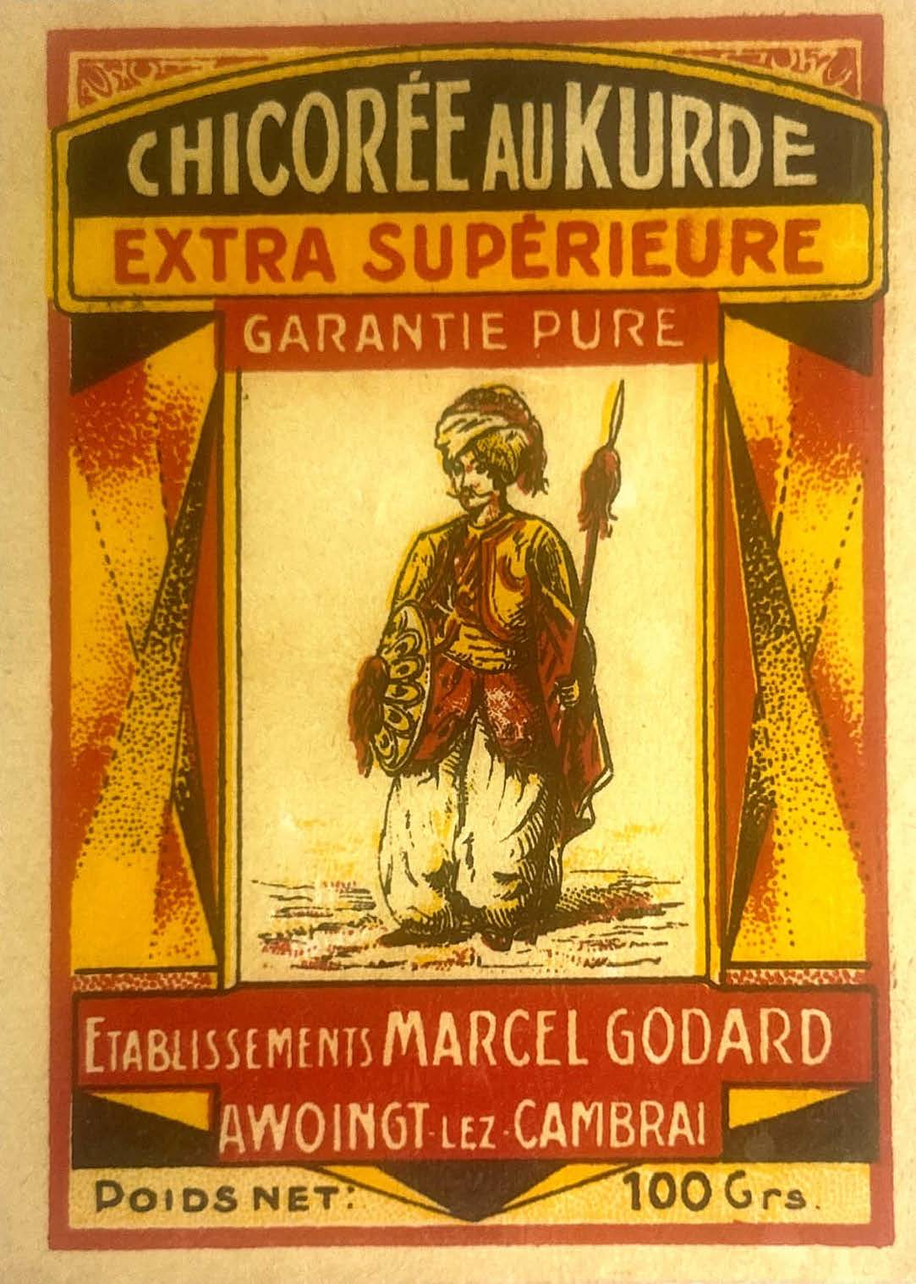 CHICORÉE AU KURDE
EXTRA SUPÉRIEURE
GARANTIE PURE
ETABLISSEMENTS MARCEL GODARD
AWOINGT-LEZ-CAMBRAI
POIDS NET: 100 Grs.